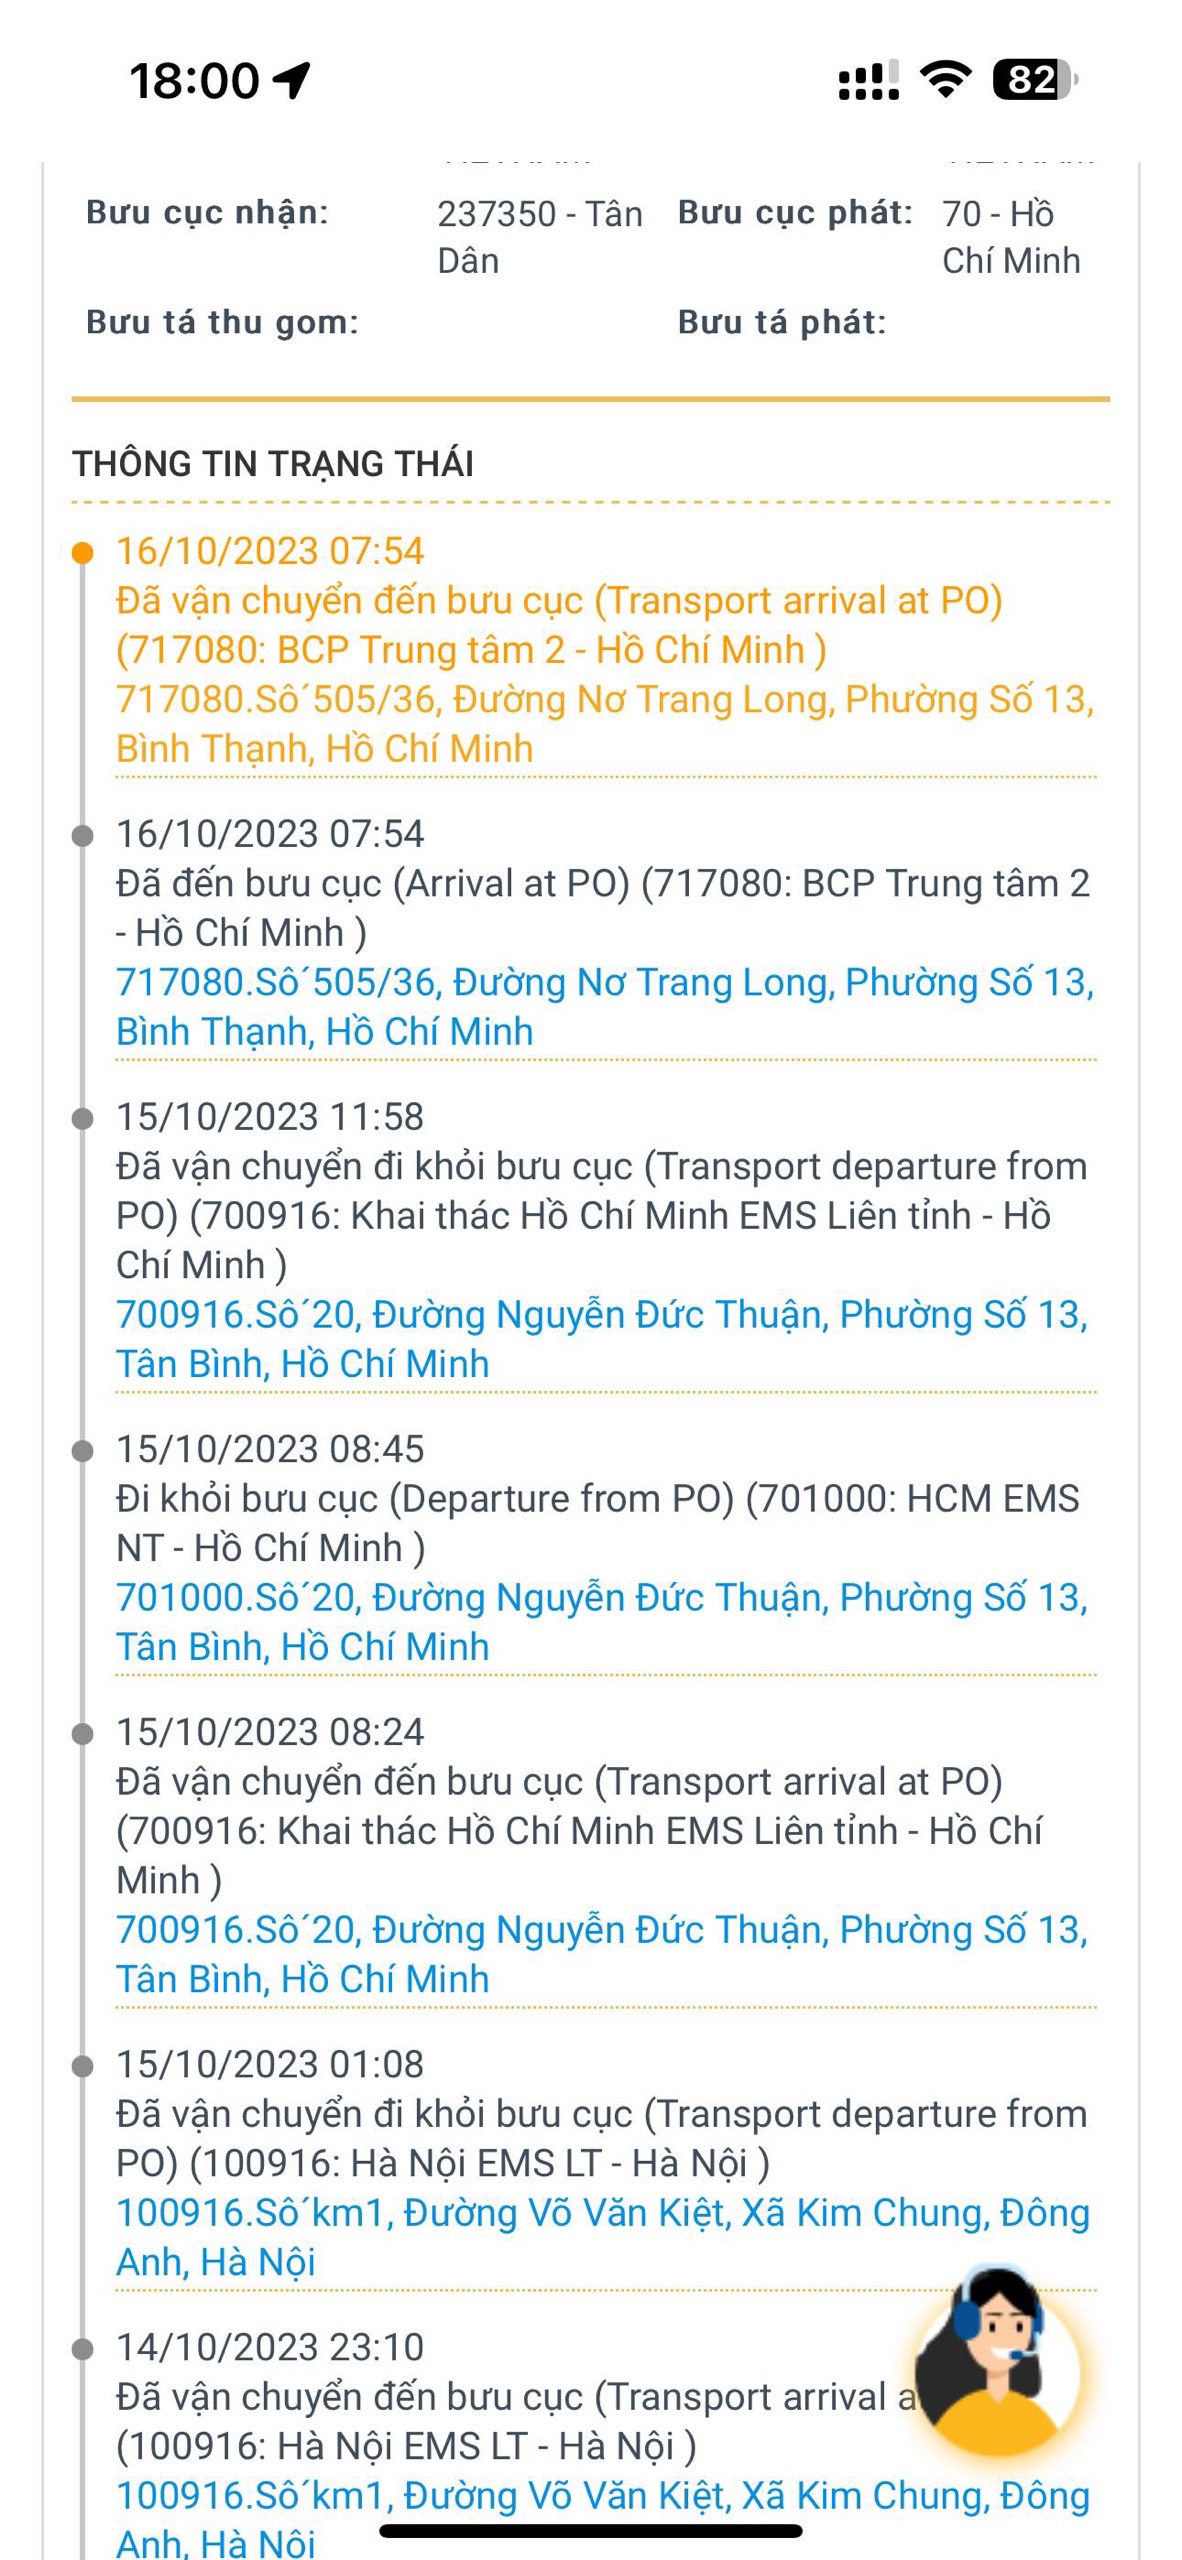 18:00
82
Bưu cục nhận: 237350 - Tân Dân Bưu cục phát: 70 - Hồ Chí Minh
Bưu tá thu gom: Bưu tá phát:
THÔNG TIN TRẠNG THÁI
16/10/2023 07:54
Đã vận chuyển đến bưu cục (Transport arrival at PO)
(717080: BCP Trung tâm 2 - Hồ Chí Minh )
717080.Sô´505/36, Đường Nơ Trang Long, Phường Số 13,
Bình Thạnh, Hồ Chí Minh
16/10/2023 07:54
Đã đến bưu cục (Arrival at PO) (717080: BCP Trung tâm 2
- Hồ Chí Minh )
717080.Sô´505/36, Đường Nơ Trang Long, Phường Số 13,
Bình Thạnh, Hồ Chí Minh
15/10/2023 11:58
Đã vận chuyển đi khỏi bưu cục (Transport departure from
PO) (700916: Khai thác Hồ Chí Minh EMS Liên tỉnh - Hồ
Chí Minh )
700916.Sô´20, Đường Nguyễn Đức Thuận, Phường Số 13,
Tân Bình, Hồ Chí Minh
15/10/2023 08:45
Đi khỏi bưu cục (Departure from PO) (701000: HCM EMS
NT - Hồ Chí Minh )
701000.Sô´20, Đường Nguyễn Đức Thuận, Phường Số 13,
Tân Bình, Hồ Chí Minh
15/10/2023 08:24
Đã vận chuyển đến bưu cục (Transport arrival at PO)
(700916: Khai thác Hồ Chí Minh EMS Liên tỉnh - Hồ Chí
Minh )
700916.Sô´20, Đường Nguyễn Đức Thuận, Phường Số 13,
Tân Bình, Hồ Chí Minh
15/10/2023 01:08
Đã vận chuyển đi khỏi bưu cục (Transport departure from
PO) (100916: Hà Nội EMS LT - Hà Nội )
100916.Sô´km1, Đường Võ Văn Kiệt, Xã Kim Chung, Đông
Anh, Hà Nội
14/10/2023 23:10
Đã vận chuyển đến bưu cục (Transport arrival
(100916: Hà Nội EMS LT - Hà Nội )
100916.Sô´km1, Đường Võ Văn Kiệt, Xã Kim Chung, Đông
Anh, Hà Nội